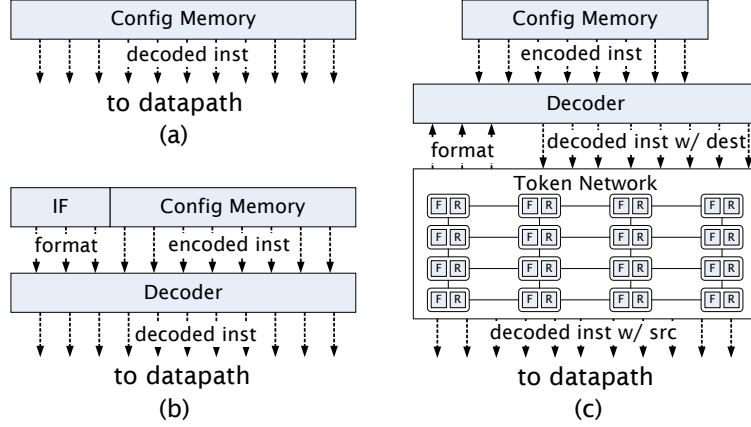 Config Memory
decoded inst
to datapath
(a)
IF Config Memory
format encoded inst
Decoder
decoded inst
to datapath
(b)
Config Memory
encoded inst
Decoder
format decoded inst w/ dest
Token Network
F R F R F R F R
F R F R F R F R
F R F R F R F R
F R F R F R F R
decoded inst w/ src
to datapath
(c)